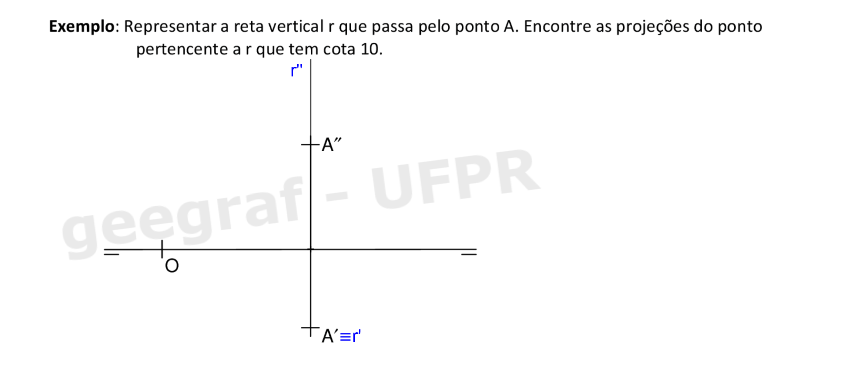 Exemplo: Representar a reta vertical r que passa pelo ponto A. Encontre as projeções do ponto
pertencente a r que tem cota 10.
r"
A″
geegraf - UFPR
O
A′≡r'